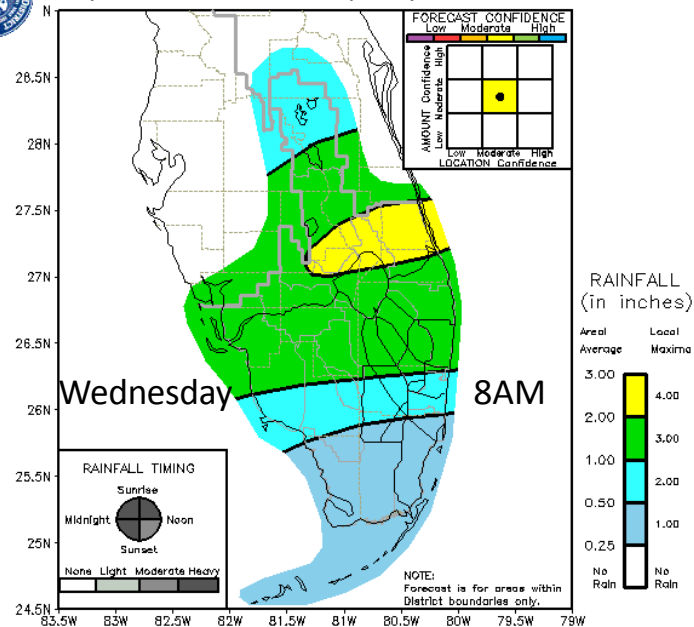 DISTRICT
FORECAST CONFIDENCE
Low Moderate High
AMOUNT Confidence
Low Moderate High
Low Moderate High
LOCATION Confidence
N
28.5N
28N
27.5N
27N
26.5N
26N
25.5N
25N
24.5N
83.5W 83W 82.5W 82W 81.5W 81W 80.5W 80W 79.5W 79W
Wednesday 8AM
RAINFALL
(in inches)
Areal Average
Local Maxima
3.00
4.00
2.00
3.00
1.00
2.00
0.50
1.00
0.25
No Rain
No Rain
RAINFALL TIMING
Sunrise
Midnight Noon
Sunset
None Light Moderate Heavy
NOTE:
Forecast is for areas within
District boundaries only.